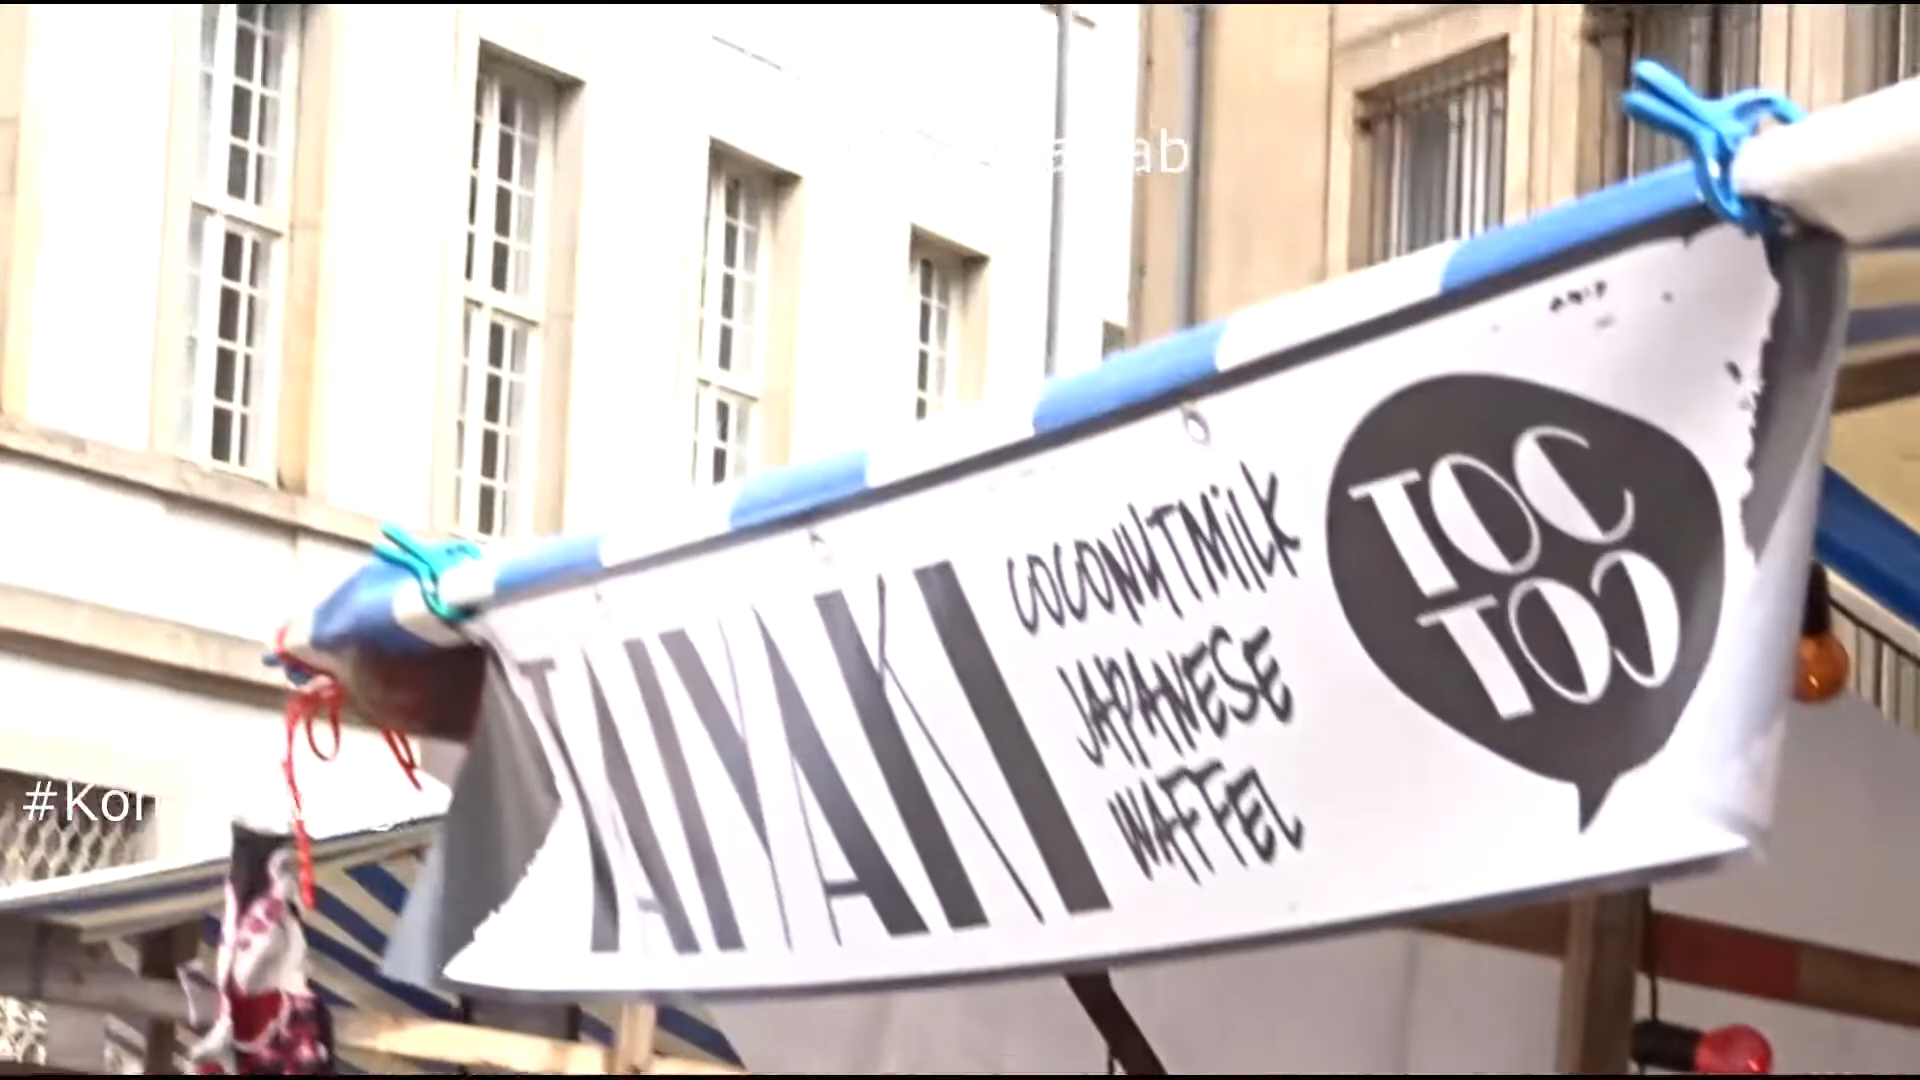 TAIYAKI
COCONUTMILK
JAPANESE
WAFFEL
TOC
TOC